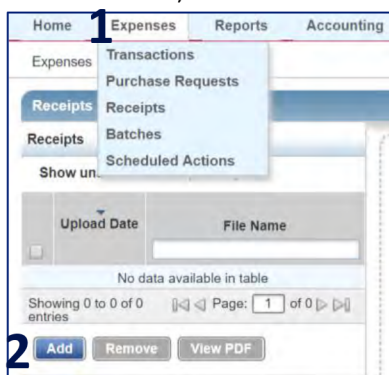 Home 1 Expenses Reports Accounting
Expenses Transactions
Purchase Requests
Receipts Receipts
Receipts Batches
Scheduled Actions
Show un
Upload Date File Name
No data available in table
Showing 0 to 0 of 0 entries Page: 1 of 0
2 Add Remove View PDF